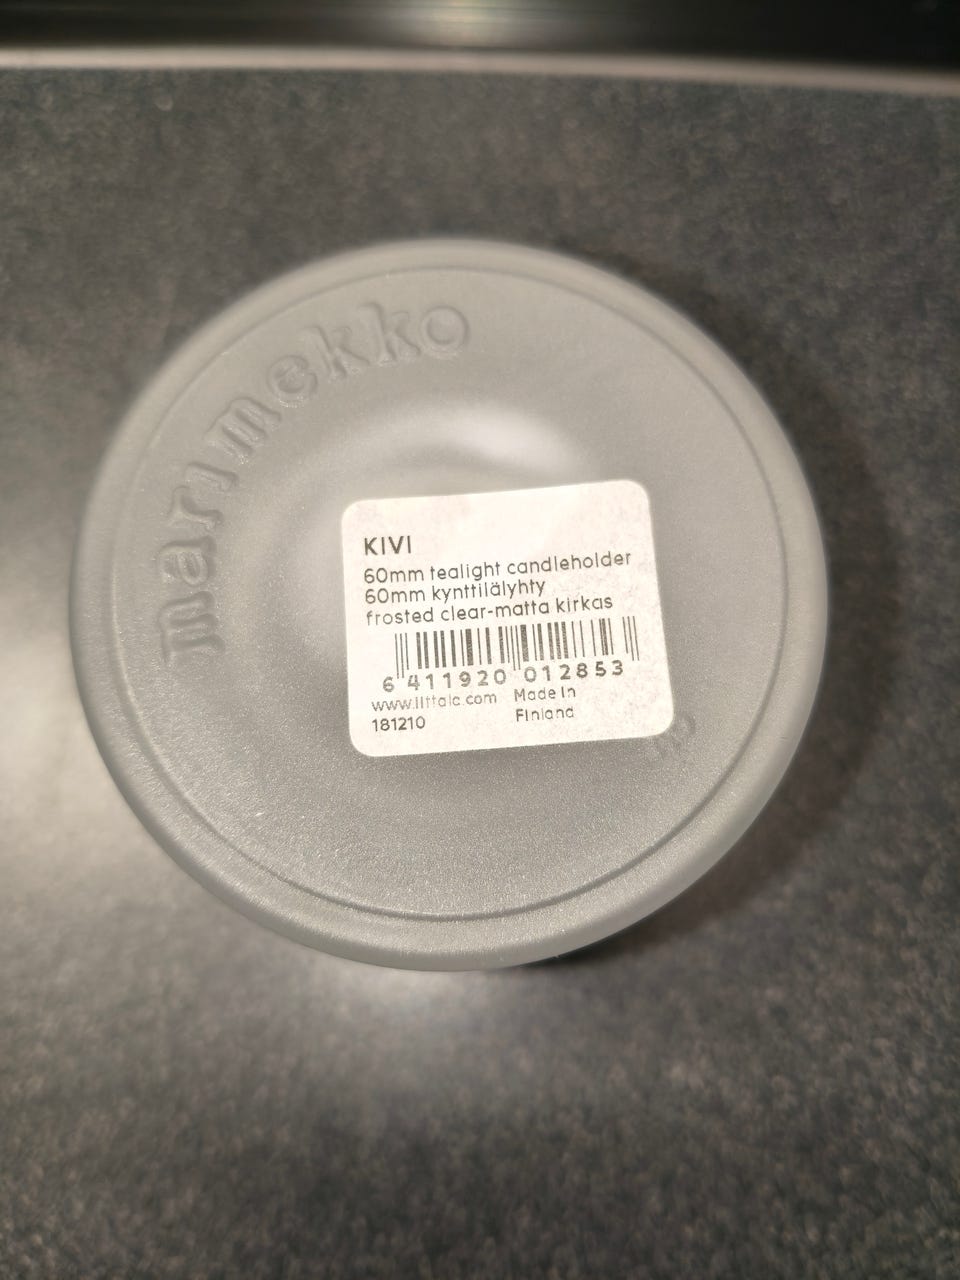 marimekko
KIVI
60mm tealight candleholder
60mm kynttilälyhty
frosted clear-matta kirkas
6 411920 012853
www.iittala.com Made in
181210 Finland